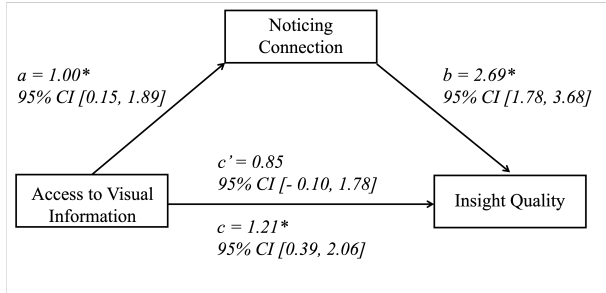 Noticing
Connection
a = 1.00*
95% CI [0.15, 1.89]
b = 2.69*
95% CI [1.78, 3.68]
c’ = 0.85
95% CI [- 0.10, 1.78]
Access to Visual
Information
Insight Quality
c = 1.21*
95% CI [0.39, 2.06]